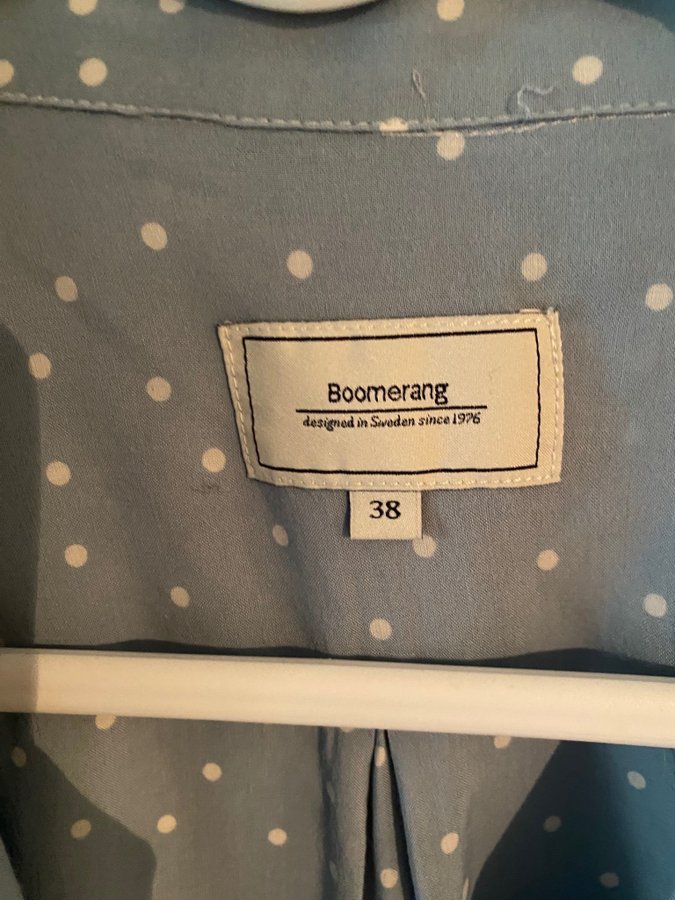 Boomerang
designed in Sweden since 1976
38